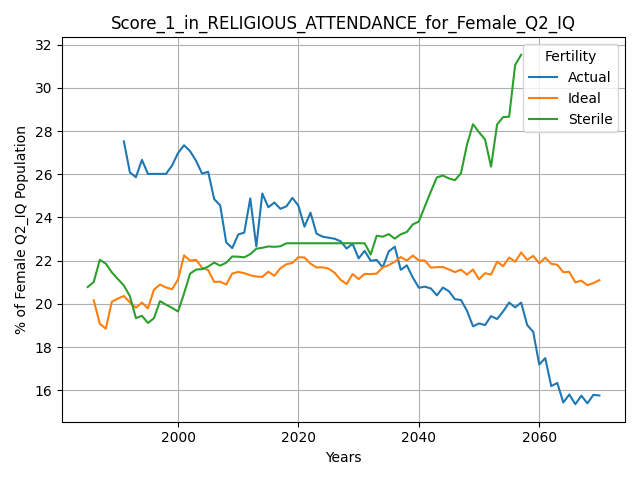 Score_1_in_RELIGIOUS_ATTENDANCE_for_Female_Q2_IQ
% of Female Q2_IQ Population
32
30
28
26
24
22
20
18
16
Fertility
Actual
Ideal
Sterile
2000 2020 2040 2060
Years